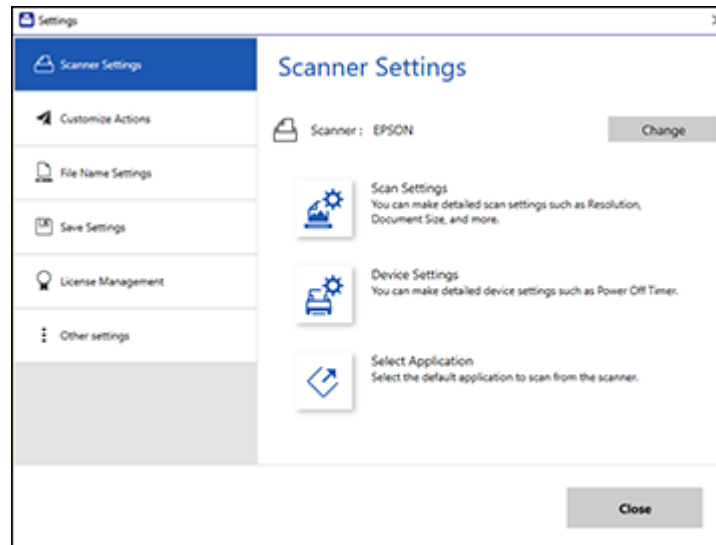 Settings
Scanner Settings
Customize Actions
File Name Settings
Save Settings
License Management
Other settings
Scanner Settings
Scanner : EPSON
Change
Scan Settings
You can make detailed scan settings such as Resolution,
Document Size, and more.
Device Settings
You can make detailed device settings such as Power Off Timer.
Select Application
Select the default application to scan from the scanner.
Close